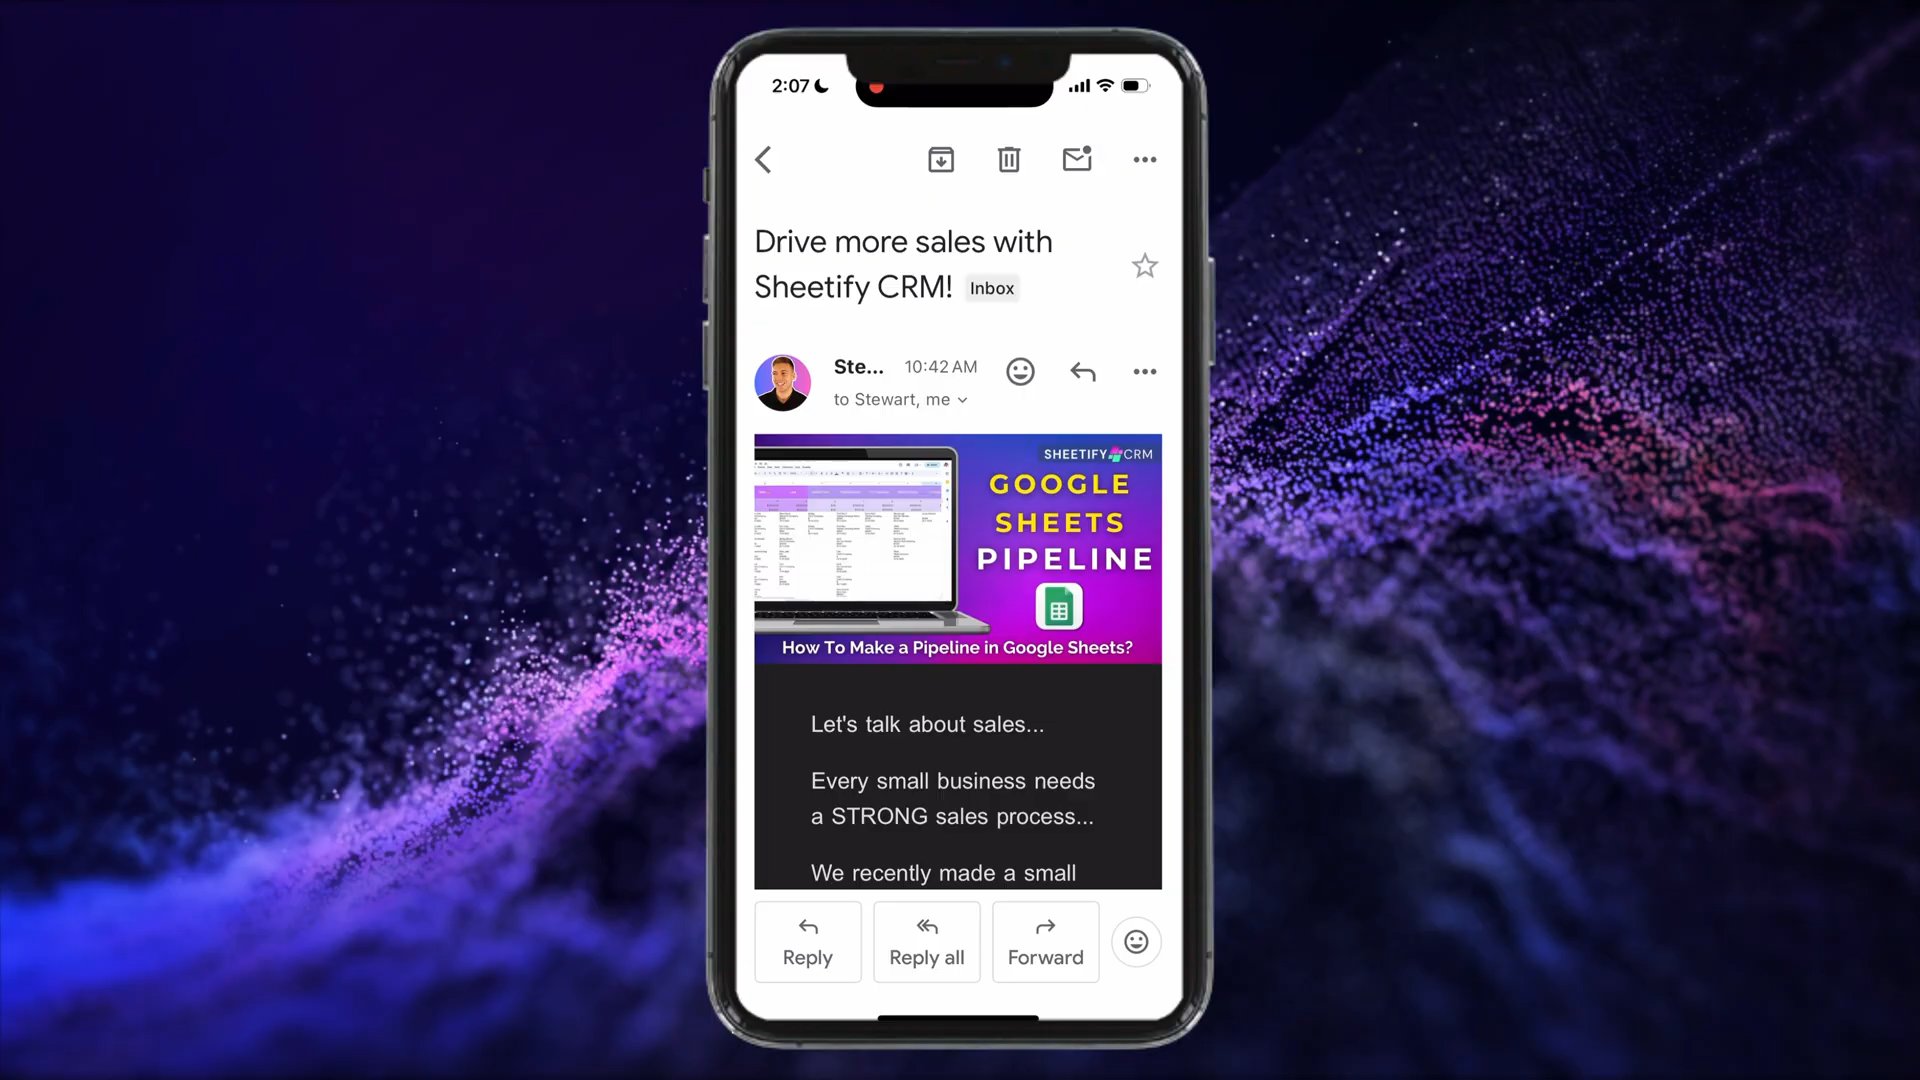 2:07
Drive more sales with
Sheetify CRM! Inbox
Ste... 10:42 AM
to Stewart, me
SHEETIFY CRM
GOOGLE
SHEETS
PIPELINE
How To Make a Pipeline in Google Sheets?
Let's talk about sales...
Every small business needs
a STRONG sales process...
We recently made a small
Reply Reply all Forward